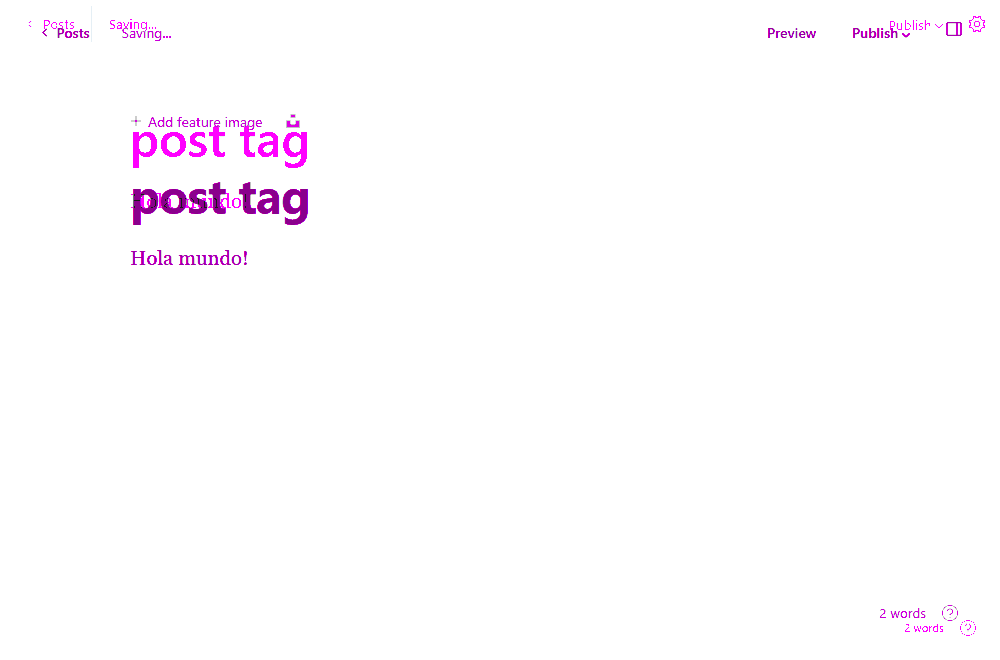 Posts Saving... Publish
Posts Saving... Preview Publish
Add feature image
post tag
Hola mundo!
post tag
Hola mundo!
2 words
2 words